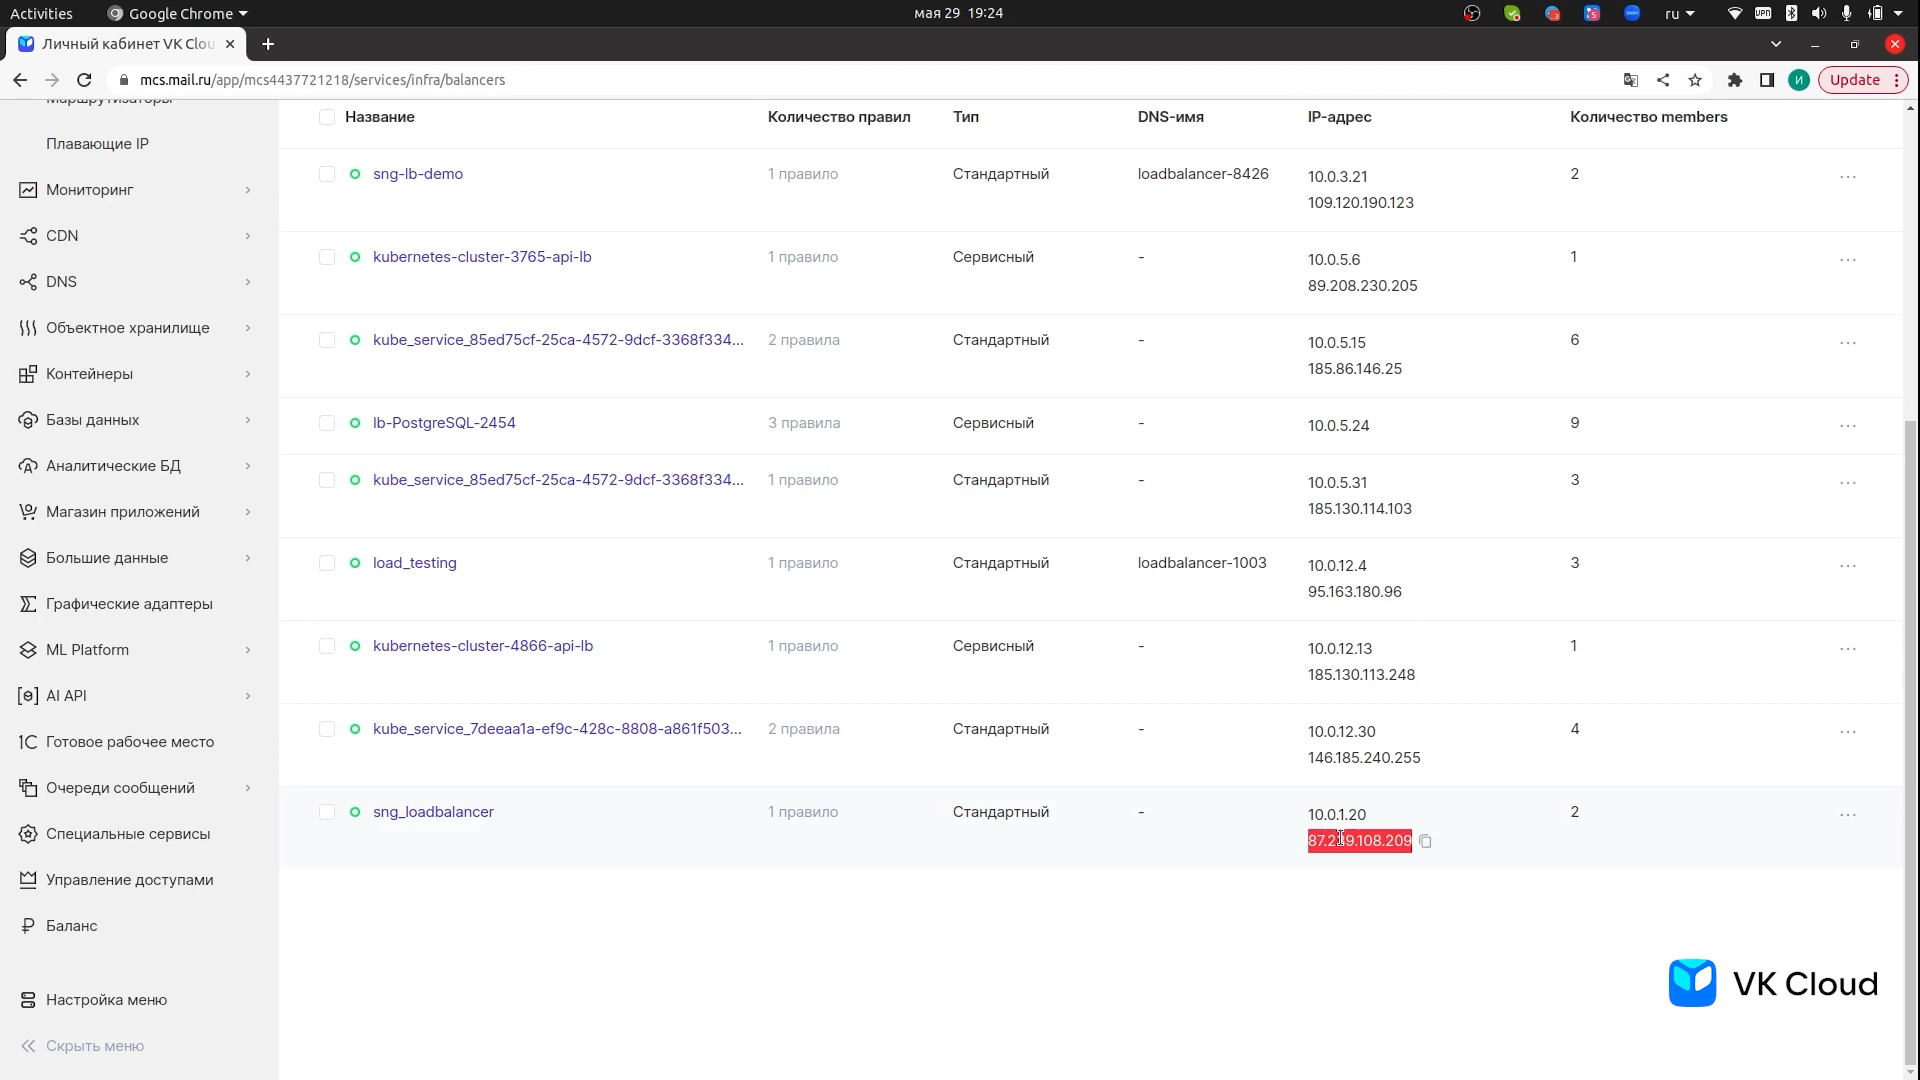 Activities Google Chrome мая 29 19:24 ru
Личный кабинет VK Clou
mcs.mail.ru/app/mcs4437721218/services/infra/balancers И Update
Маршрутизаторы
Плавающие IP
Мониторинг
CDN
DNS
Объектное хранилище
Контейнеры
Базы данных
Аналитические БД
Магазин приложений
Большие данные
Графические адаптеры
ML Platform
AI API
Готовое рабочее место
Очереди сообщений
Специальные сервисы
Управление доступами
Баланс
Настройка меню
Скрыть меню
Название Количество правил Тип DNS-имя IP-адрес Количество members
sng-lb-demo 1 правило Стандартный loadbalancer-8426 10.0.3.21 2
109.120.190.123
kubernetes-cluster-3765-api-lb 1 правило Сервисный - 10.0.5.6 1
89.208.230.205
kube_service_85ed75cf-25ca-4572-9dcf-3368f334... 2 правила Стандартный - 10.0.5.15 6
185.86.146.25
lb-PostgreSQL-2454 3 правила Сервисный - 10.0.5.24 9
kube_service_85ed75cf-25ca-4572-9dcf-3368f334... 1 правило Стандартный - 10.0.5.31 3
185.130.114.103
load_testing 1 правило Стандартный loadbalancer-1003 10.0.12.4 3
95.163.180.96
kubernetes-cluster-4866-api-lb 1 правило Сервисный - 10.0.12.13 1
185.130.113.248
kube_service_7deeaa1a-ef9c-428c-8808-a861f503... 2 правила Стандартный - 10.0.12.30 4
146.185.240.255
sng_loadbalancer 1 правило Стандартный - 10.0.1.20 2
VK Cloud